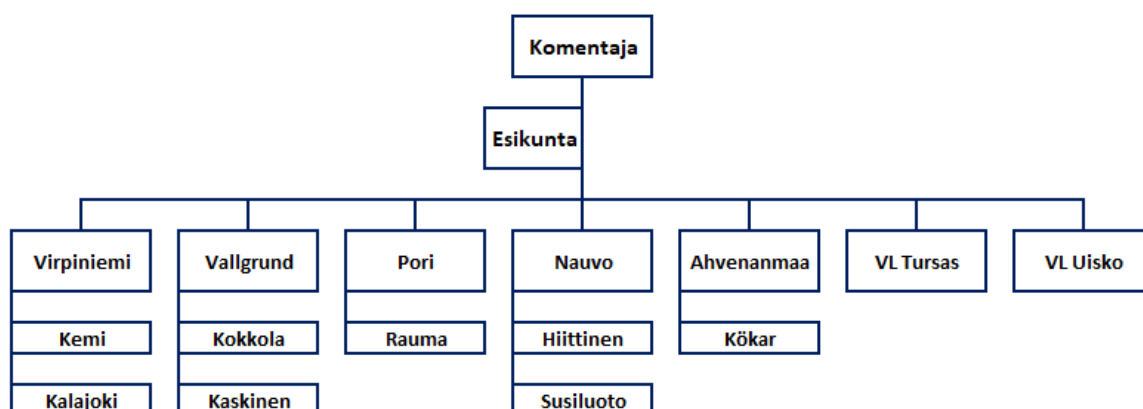 Komentaja
Esikunta
Virpiniemi
Vallgrund
Pori
Nauvo
Ahvenanmaa
VL Tursas
VL Uisko
Kemi
Kokkola
Rauma
Hiittinen
Kökar
Kalajoki
Kaskinen
Susiluoto